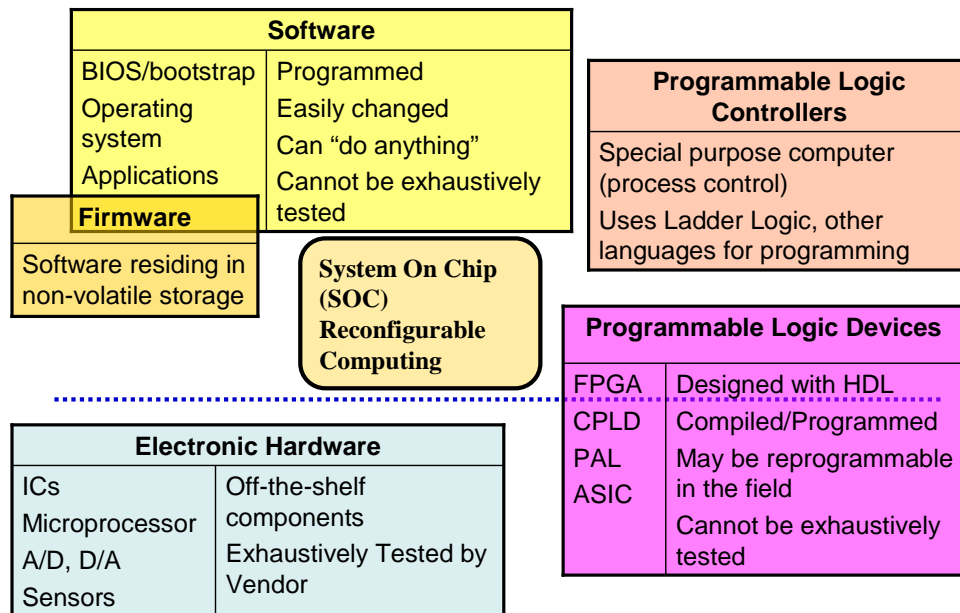 Software
BIOS/bootstrap
Operating
system
Applications
Programmed
Easily changed
Can “do anything”
Cannot be exhaustively
tested
Programmable Logic
Controllers
Special purpose computer
(process control)
Uses Ladder Logic, other
languages for programming
Firmware
Software residing in
non-volatile storage
System On Chip
(SOC)
Reconfigurable
Computing
Programmable Logic Devices
FPGA
CPLD
PAL
ASIC
Designed with HDL
Compiled/Programmed
May be reprogrammable
in the field
Cannot be exhaustively
tested
Electronic Hardware
ICs
Microprocessor
A/D, D/A
Sensors
Off-the-shelf
components
Exhaustively Tested by
Vendor